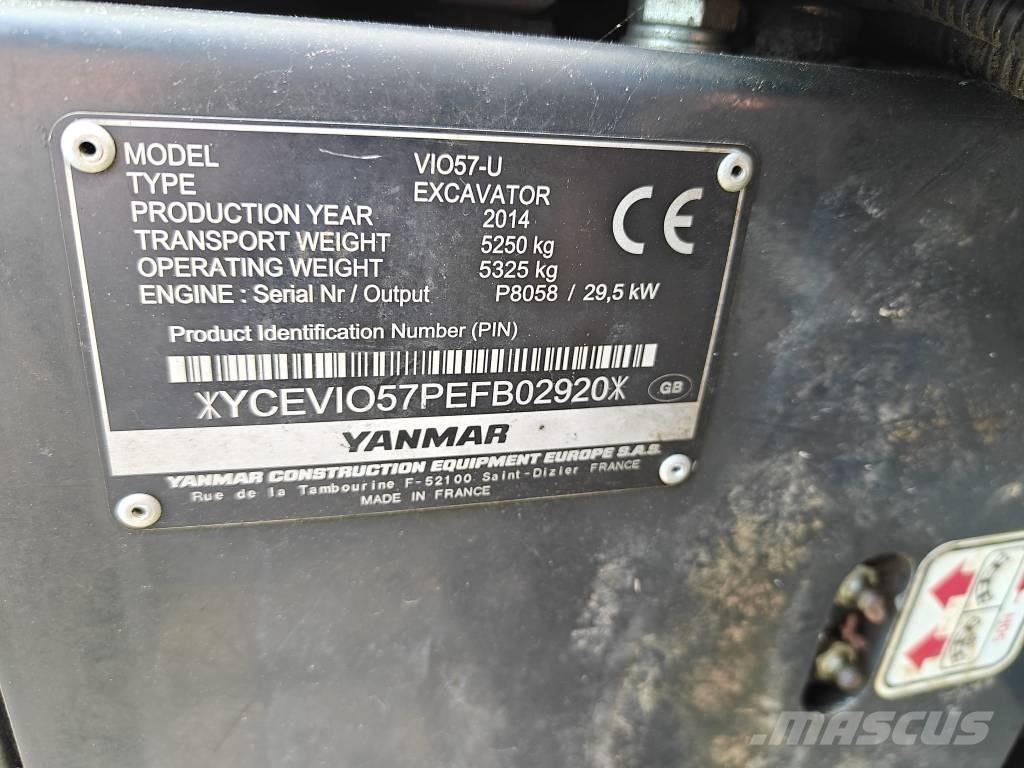 MODEL VIO57-U
TYPE EXCAVATOR
PRODUCTION YEAR 2014
TRANSPORT WEIGHT 5250 kg
OPERATING WEIGHT 5325 kg
ENGINE : Serial Nr / Output P8058 / 29,5 kW
CE
Product Identification Number (PIN)
*YCEVIO57PEFB02920*
GB
YANMAR
YANMAR CONSTRUCTION EQUIPMENT EUROPE S.A.S.
Rue de la Tambourine F-52100 Saint-Dizier FRANCE
MADE IN FRANCE
MASCUS